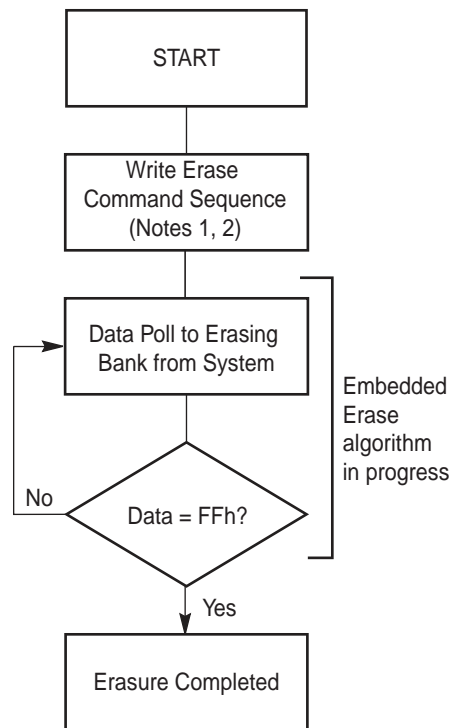 START
Write Erase
Command Sequence
(Notes 1, 2)
Data Poll to Erasing
Bank from System
Embedded
Erase
algorithm
in progress
No
Data = FFh?
Yes
Erasure Completed